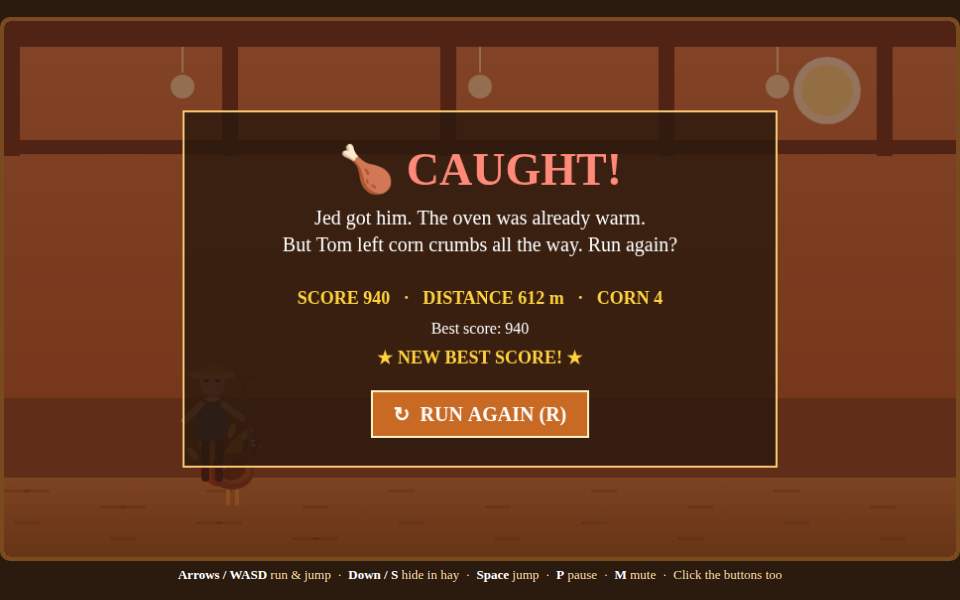 🍗 CAUGHT!
Jed got him. The oven was already warm.
But Tom left corn crumbs all the way. Run again?
SCORE 940 · DISTANCE 612 m · CORN 4
Best score: 940
★ NEW BEST SCORE! ★
↻ RUN AGAIN (R)
Arrows / WASD run & jump · Down / S hide in hay · Space jump · P pause · M mute · Click the buttons too